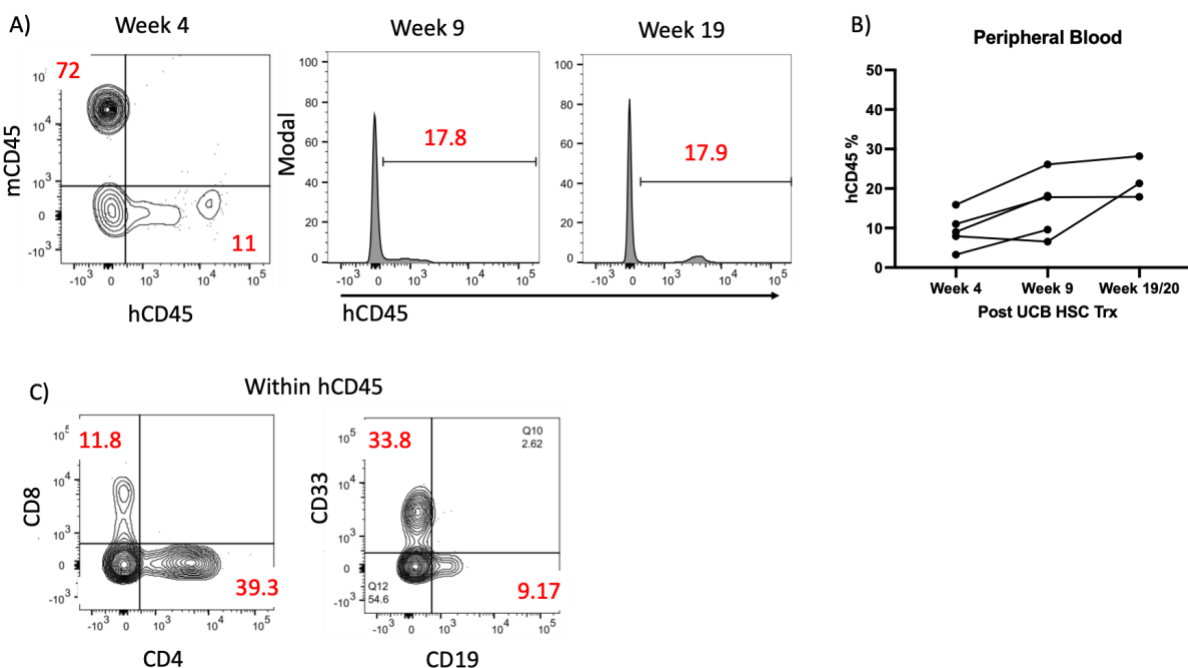 A)
Week 4
Week 9
Week 19
72
10
10⁴
10³
0
-10³
mCD45
11
-10³ 0 10³ 10⁴ 10⁵
hCD45
Modal
100
80
60
40
20
0
17.8
-10³ 0 10³ 10⁴ 10⁵
100
80
60
40
20
0
17.9
-10³ 0 10³ 10⁴ 10⁵
hCD45
B)
Peripheral Blood
hCD45 %
50
40
30
20
10
0
Week 4 Week 9 Week 19/20
Post UCB HSC Trx
C)
Within hCD45
CD8
10⁵
10⁴
10³
0
-10³
11.8
39.3
-10³ 0 10³ 10⁴ 10⁵
CD4
CD33
10⁵
10⁴
10³
0
-10³
33.8
Q10
2.62
Q12
54.6
9.17
-10³ 0 10³ 10⁴ 10⁵
CD19